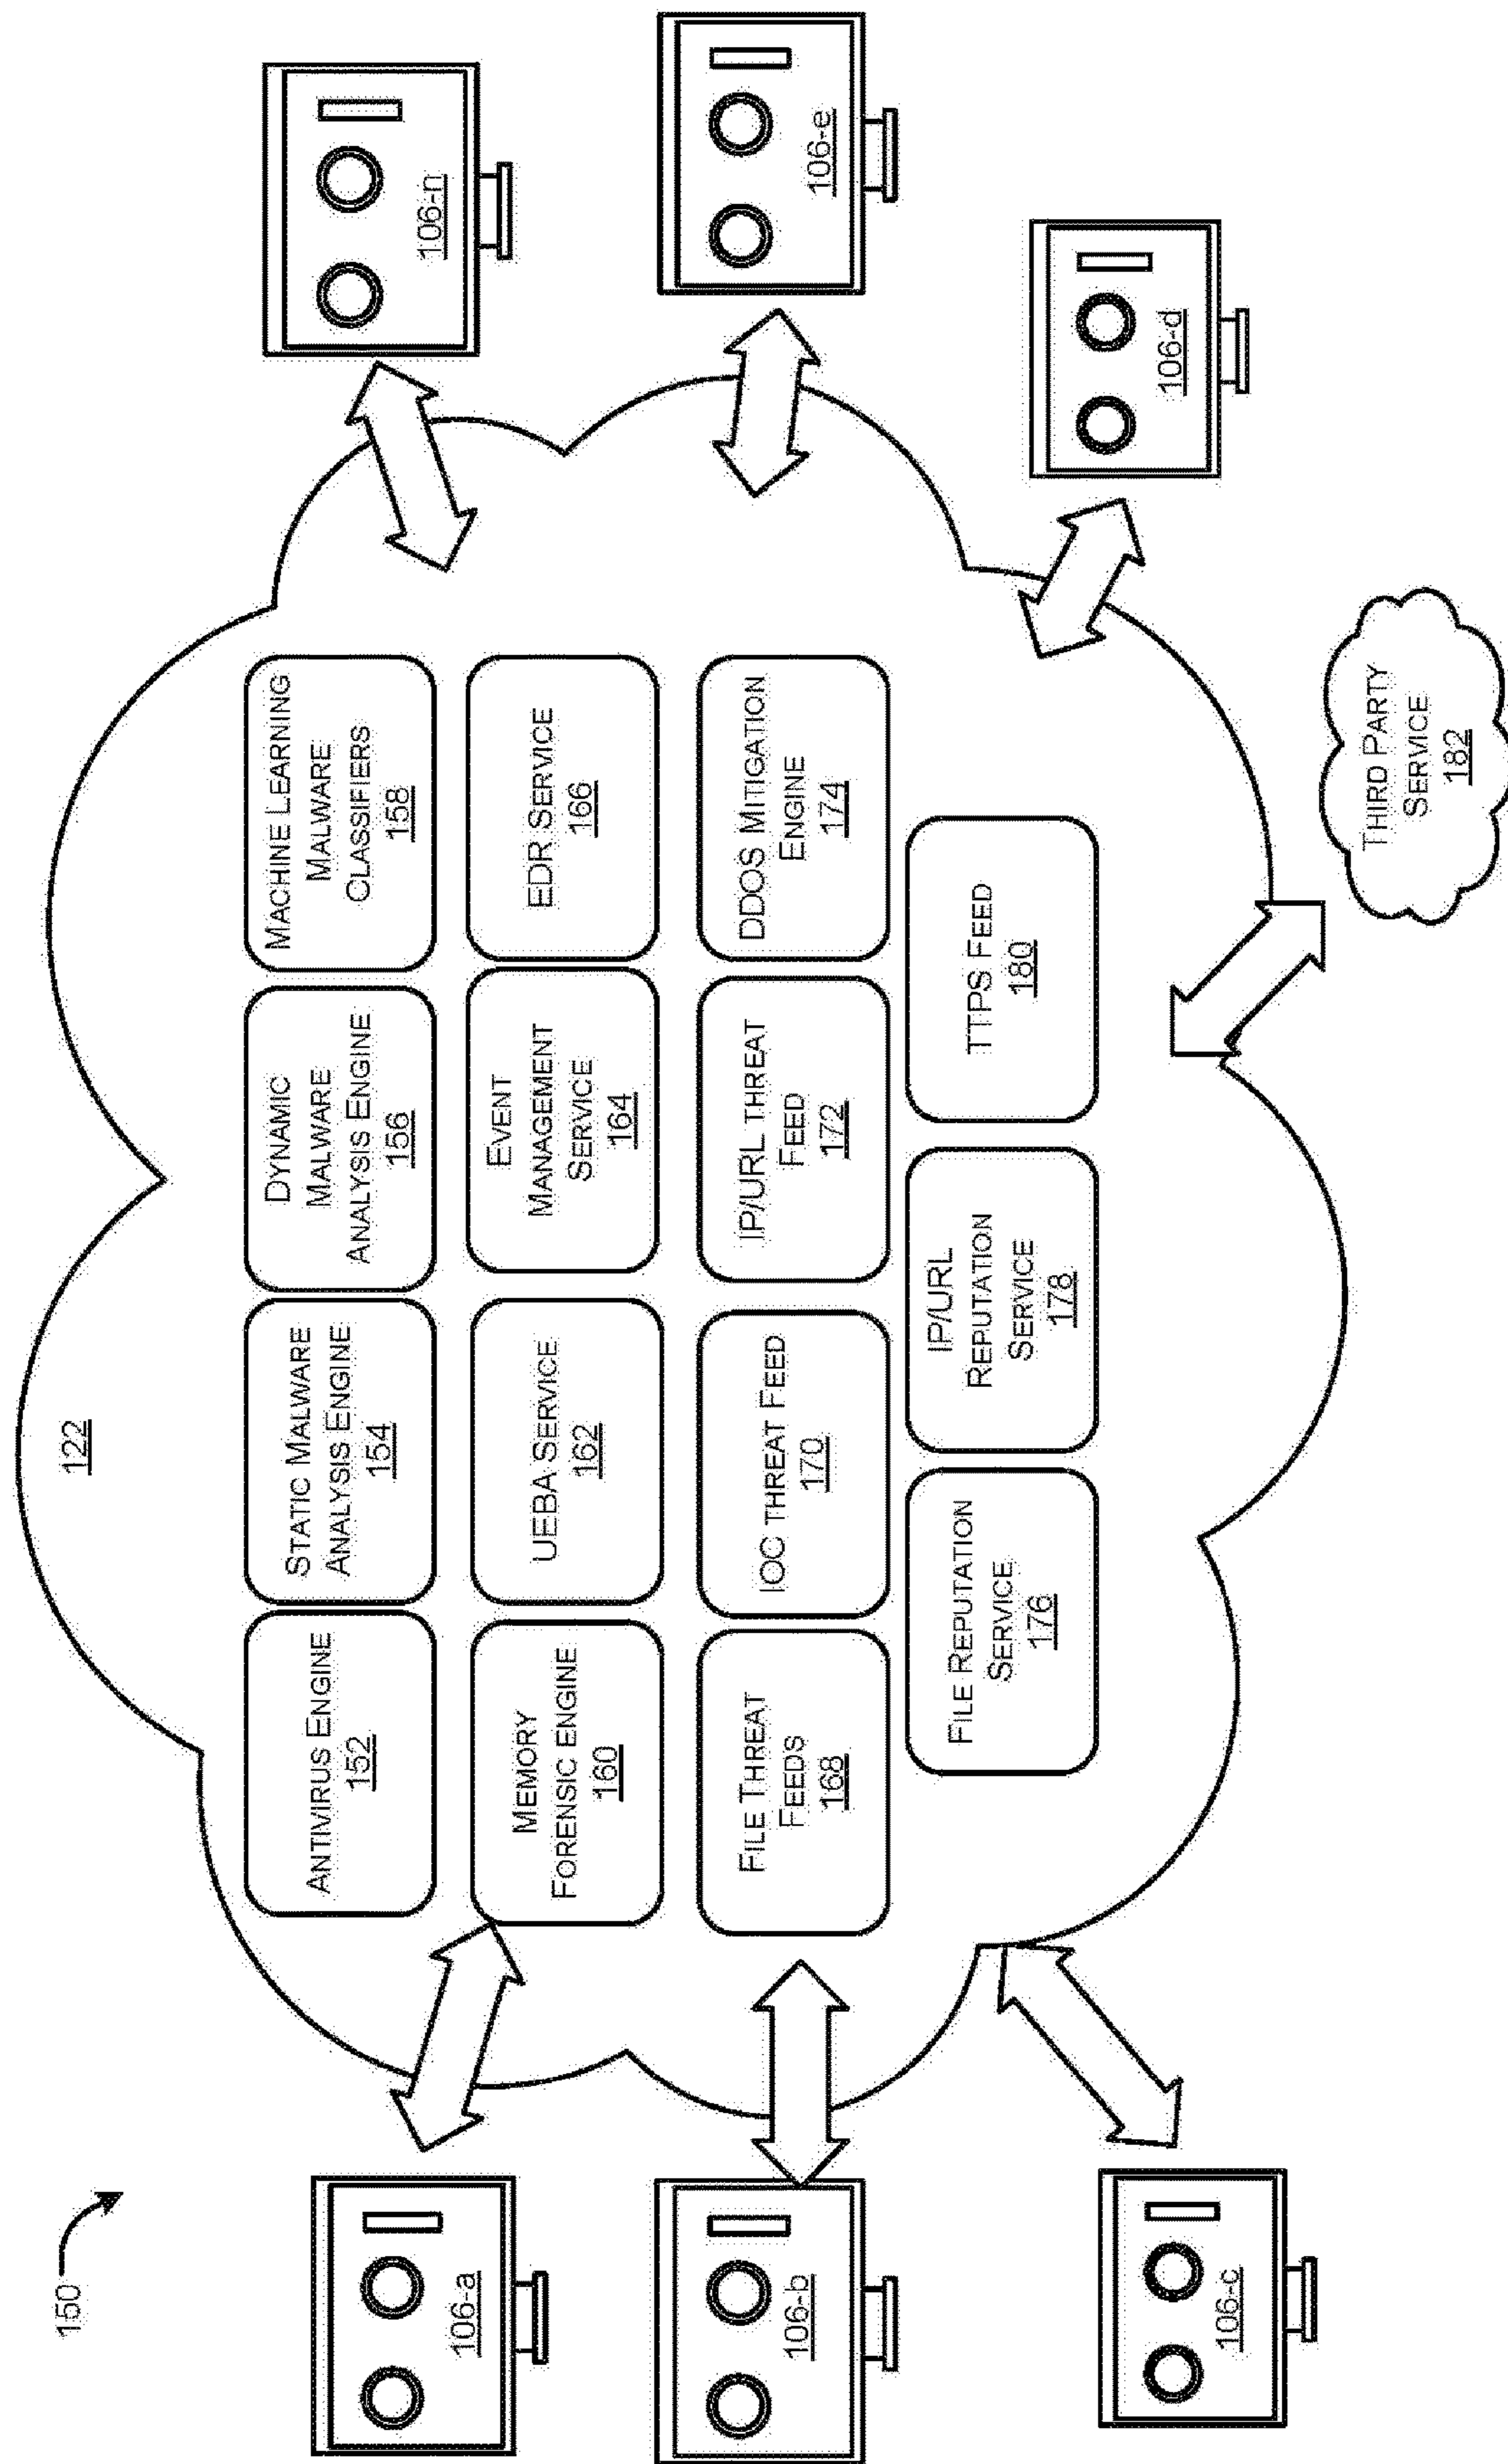 150
122
106-a
106-b
106-c
ANTIVIRUS ENGINE
152
STATIC MALWARE
ANALYSIS ENGINE
154
DYNAMIC
MALWARE
ANALYSIS ENGINE
156
MACHINE LEARNING
MALWARE
CLASSIFIERS
158
MEMORY
FORENSIC ENGINE
160
UEBA SERVICE
162
EVENT
MANAGEMENT
SERVICE
164
EDR SERVICE
166
FILE THREAT
FEEDS
168
IOC THREAT FEED
170
IP/URL THREAT
FEED
172
DDOS MITIGATION
ENGINE
174
FILE REPUTATION
SERVICE
176
IP/URL
REPUTATION
SERVICE
178
TTPS FEED
180
106-n
106-e
106-d
THIRD PARTY
SERVICE
182